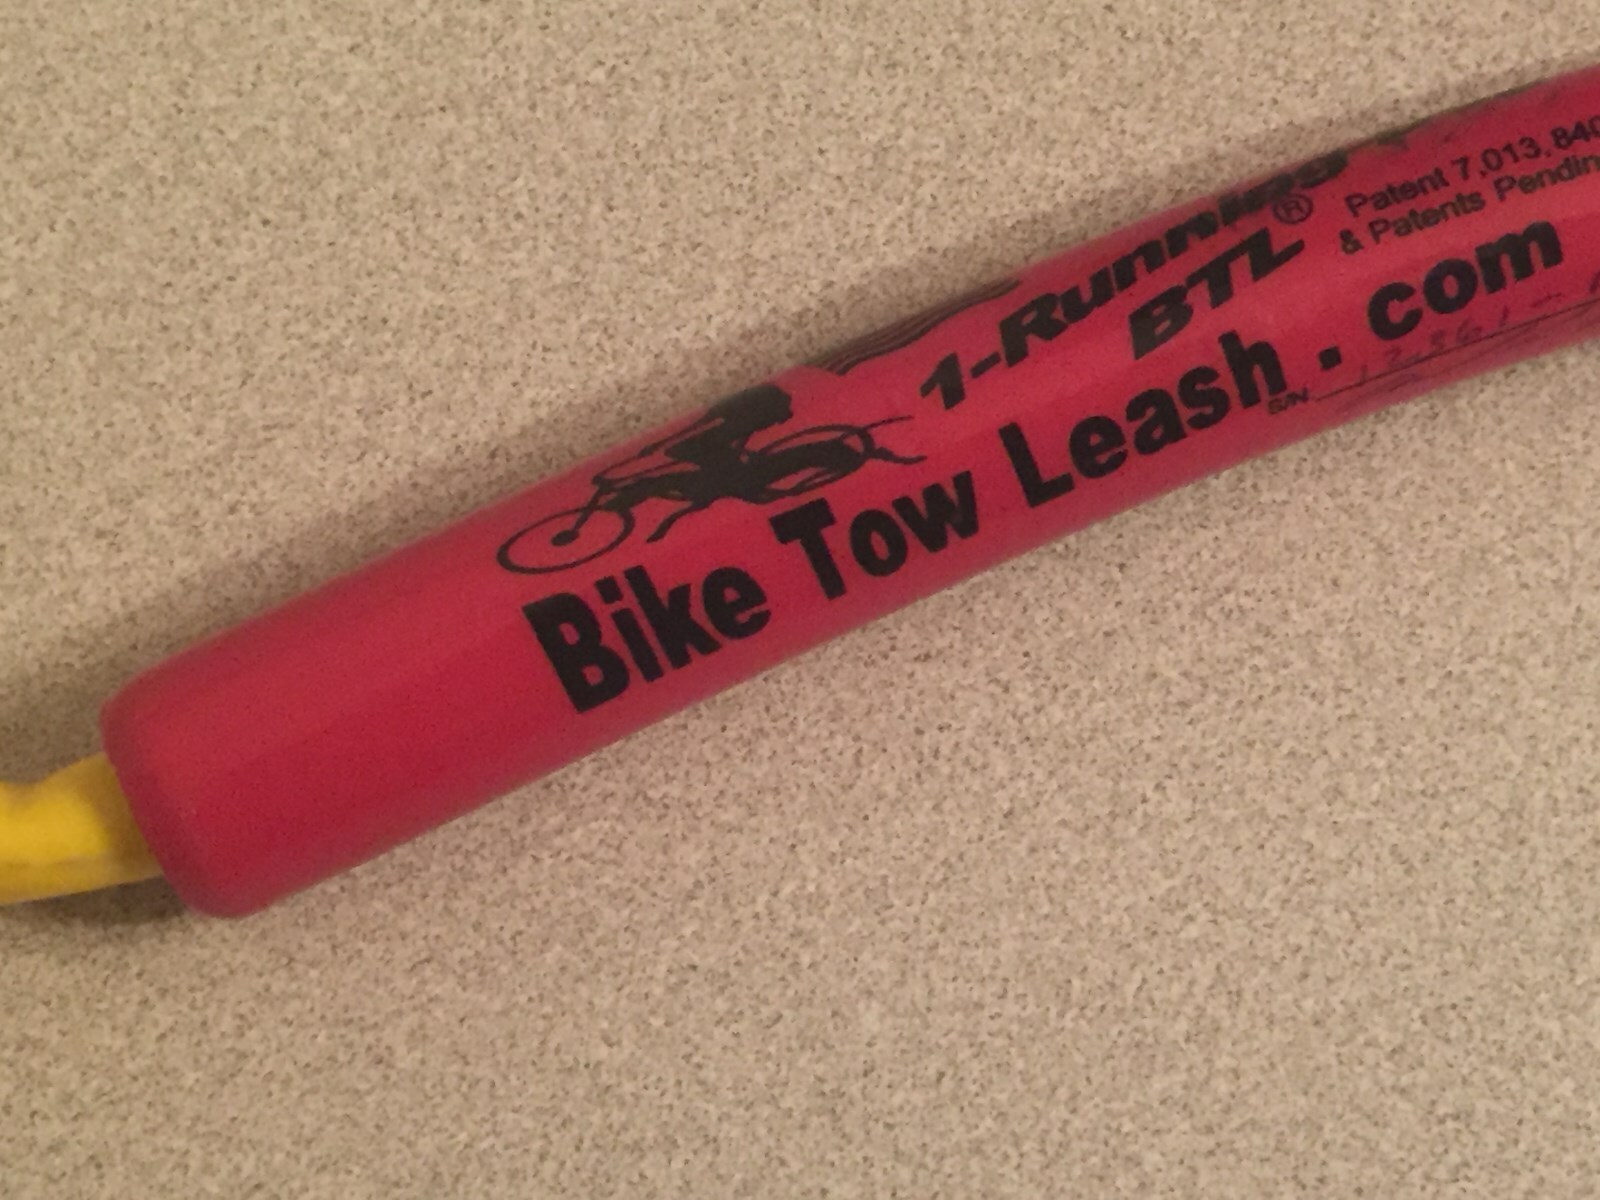 1-Running
BTL®
Patent 7,013,840
& Patents Pending
Bike Tow Leash.com
S/N